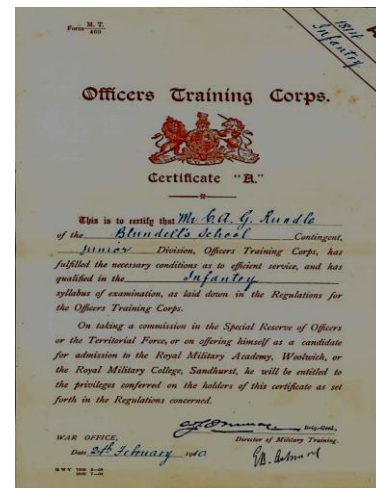 Form M. T. 469
Infantry
Officers Training Corps.
Certificate "A."
This is to certify that Mr C. A. G. Rundle
of the Blundell's School Contingent,
Junior Division, Officers Training Corps, has
fulfilled the necessary conditions as to efficient service, and has
qualified in the Infantry
syllabus of examination, as laid down in the Regulations for
the Officers Training Corps.
On taking a commission in the Special Reserve of Officers
or the Territorial Force, or on offering himself as a candidate
for admission to the Royal Military Academy, Woolwich, or
the Royal Military College, Sandhurst, he will be entitled to
the privileges conferred on the holders of this certificate as set
forth in the Regulations concerned.
Brig.-Genl.,
WAR OFFICE,
Director of Military Training.
Date February 1910